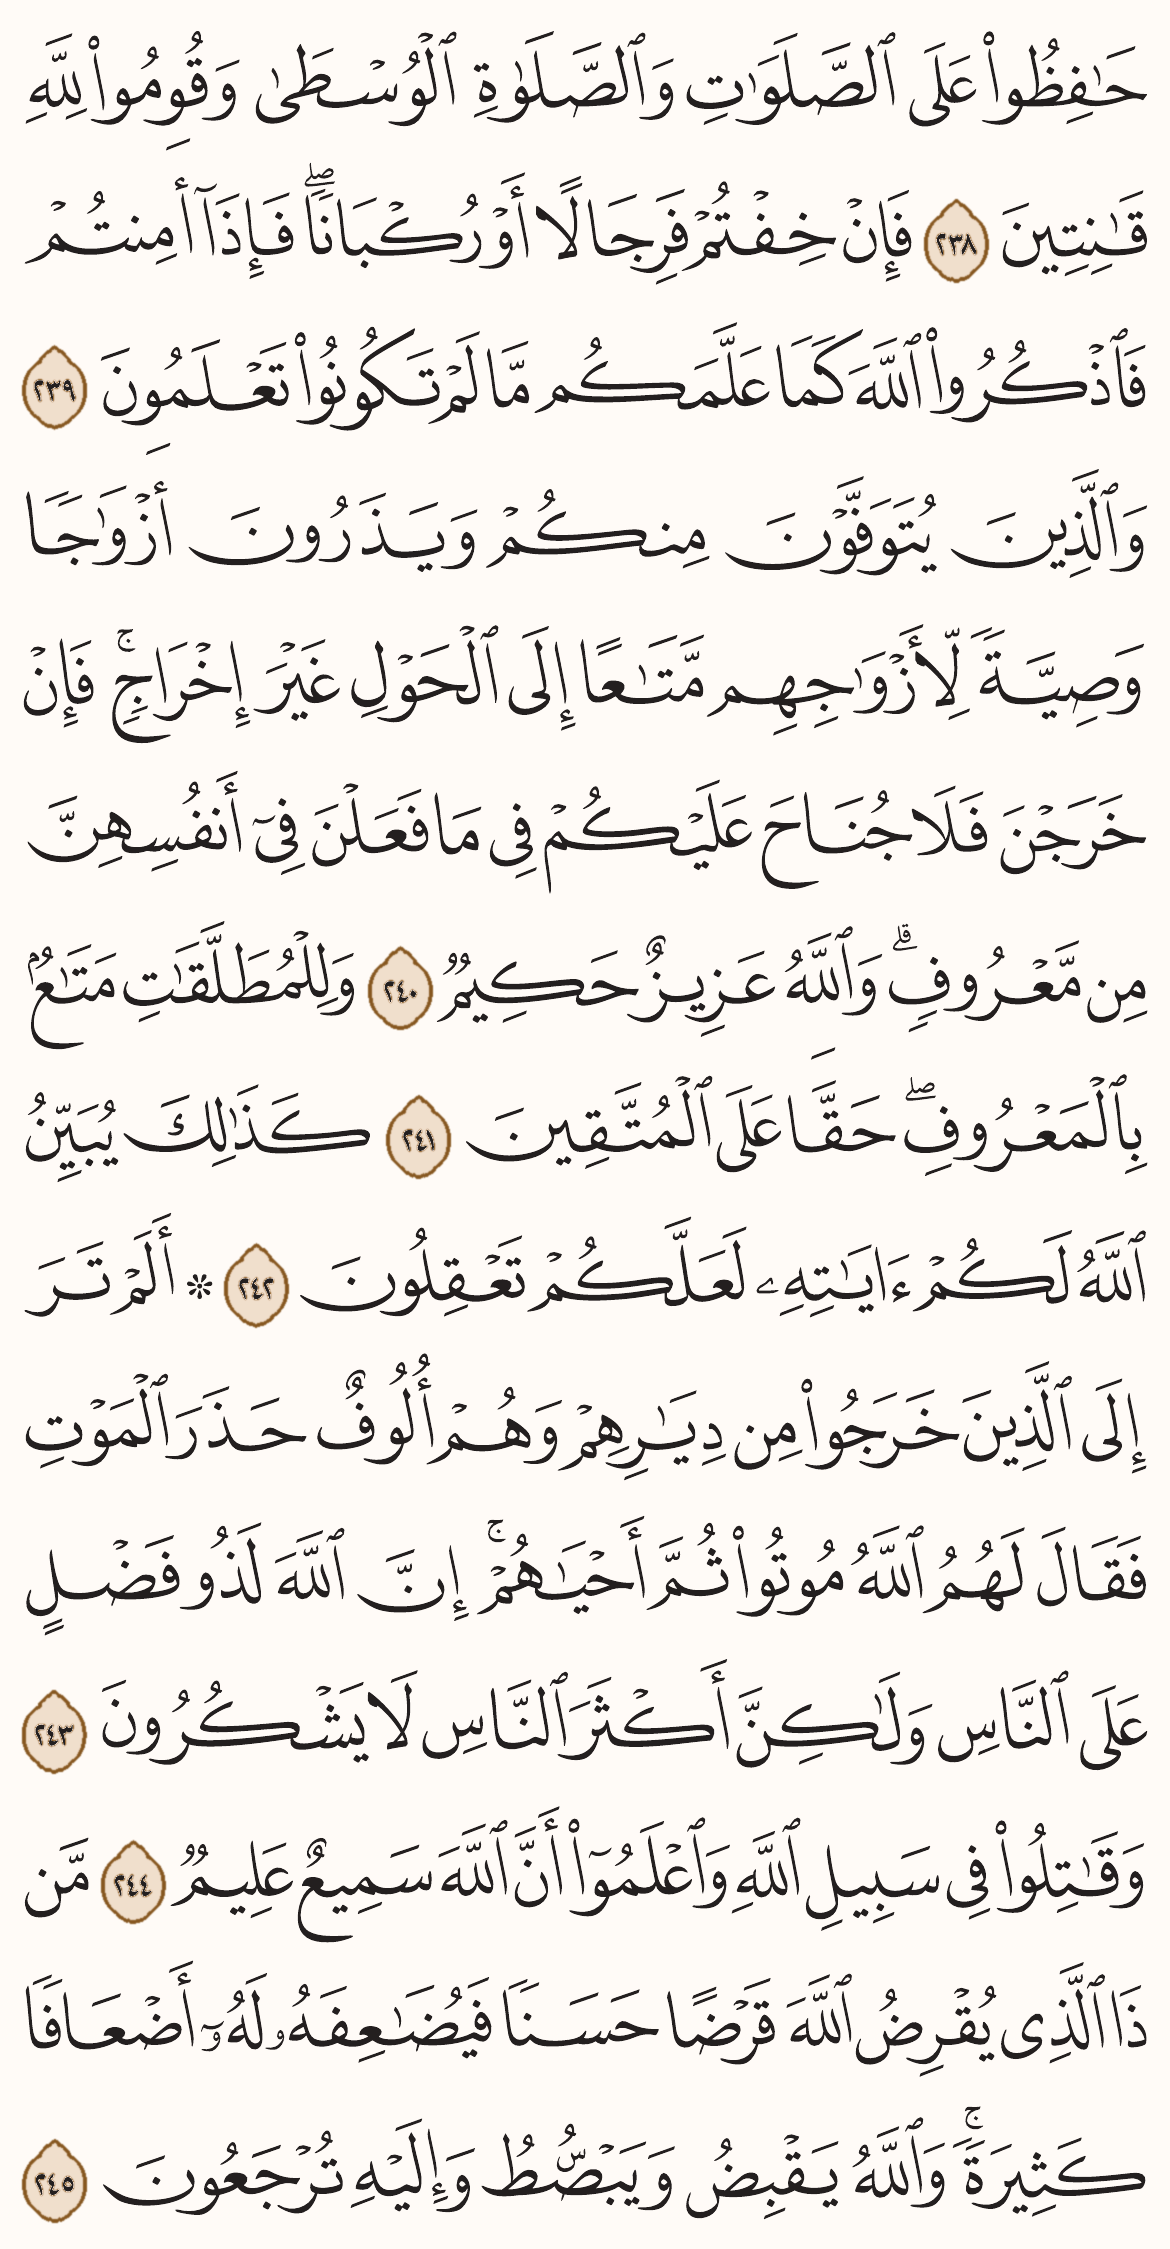 حَـٰفِظُوا۟ عَلَى ٱلصَّلَوَٰتِ وَٱلصَّلَوٰةِ ٱلْوُسْطَىٰ وَقُومُوا۟ لِلَّهِ
قَـٰنِتِينَ ٢٣٨ فَإِنْ خِفْتُمْ فَرِجَالًا أَوْ رُكْبَانًا ۖ فَإِذَآ أَمِنتُمْ
فَٱذْكُرُوا۟ ٱللَّهَ كَمَا عَلَّمَكُم مَّا لَمْ تَكُونُوا۟ تَعْلَمُونَ ٢٣٩
وَٱلَّذِينَ يُتَوَفَّوْنَ مِنكُمْ وَيَذَرُونَ أَزْوَٰجًا
وَصِيَّةً لِّأَزْوَٰجِهِم مَّتَـٰعًا إِلَى ٱلْحَوْلِ غَيْرَ إِخْرَاجٍ ۚ فَإِنْ
خَرَجْنَ فَلَا جُنَاحَ عَلَيْكُمْ فِى مَا فَعَلْنَ فِىٓ أَنفُسِهِنَّ
مِن مَّعْرُوفٍ ۗ وَٱللَّهُ عَزِيزٌ حَكِيمٌ ٢٤٠ وَلِلْمُطَلَّقَـٰتِ مَتَـٰعٌۢ
بِٱلْمَعْرُوفِ ۖ حَقًّا عَلَى ٱلْمُتَّقِينَ ٢٤١ كَذَٰلِكَ يُبَيِّنُ
ٱللَّهُ لَكُمْ ءَايَـٰتِهِۦ لَعَلَّكُمْ تَعْقِلُونَ ٢٤٢ ۞ أَلَمْ تَرَ
إِلَى ٱلَّذِينَ خَرَجُوا۟ مِن دِيَـٰرِهِمْ وَهُمْ أُلُوفٌ حَذَرَ ٱلْمَوْتِ
فَقَالَ لَهُمُ ٱللَّهُ مُوتُوا۟ ثُمَّ أَحْيَـٰهُمْ ۚ إِنَّ ٱللَّهَ لَذُو فَضْلٍ
عَلَى ٱلنَّاسِ وَلَـٰكِنَّ أَكْثَرَ ٱلنَّاسِ لَا يَشْكُرُونَ ٢٤٣
وَقَـٰتِلُوا۟ فِى سَبِيلِ ٱللَّهِ وَٱعْلَمُوٓا۟ أَنَّ ٱللَّهَ سَمِيعٌ عَلِيمٌ ٢٤٤ مَّن
ذَا ٱلَّذِى يُقْرِضُ ٱللَّهَ قَرْضًا حَسَنًا فَيُضَـٰعِفَهُۥ لَهُۥٓ أَضْعَافًا
كَثِيرَةً ۚ وَٱللَّهُ يَقْبِضُ وَيَبْصُۜطُ وَإِلَيْهِ تُرْجَعُونَ ٢٤٥